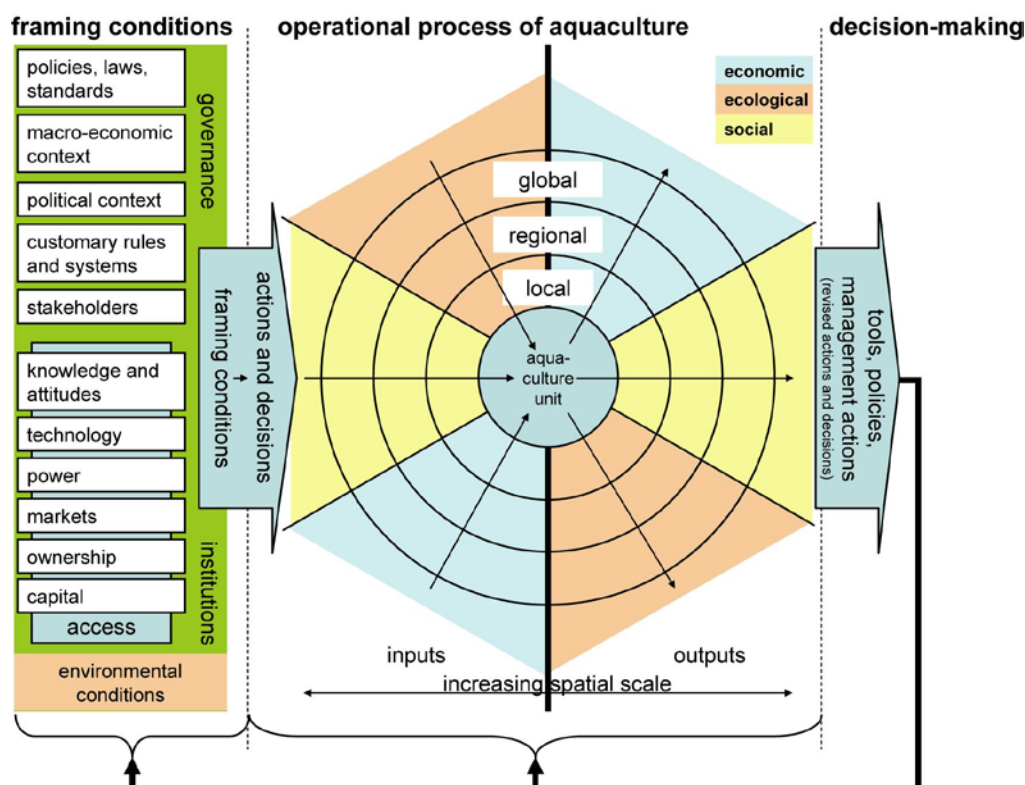 framing conditions
operational process of aquaculture
decision-making
policies, laws,
standards
macro-economic
context
political context
customary rules
and systems
stakeholders
governance
knowledge and
attitudes
technology
power
markets
ownership
capital
access
institutions
environmental
conditions
framing conditions
actions and decisions
economic
ecological
social
global
regional
local
aqua-
culture
unit
inputs
outputs
increasing spatial scale
tools, policies,
management actions
(revised actions and decisions)